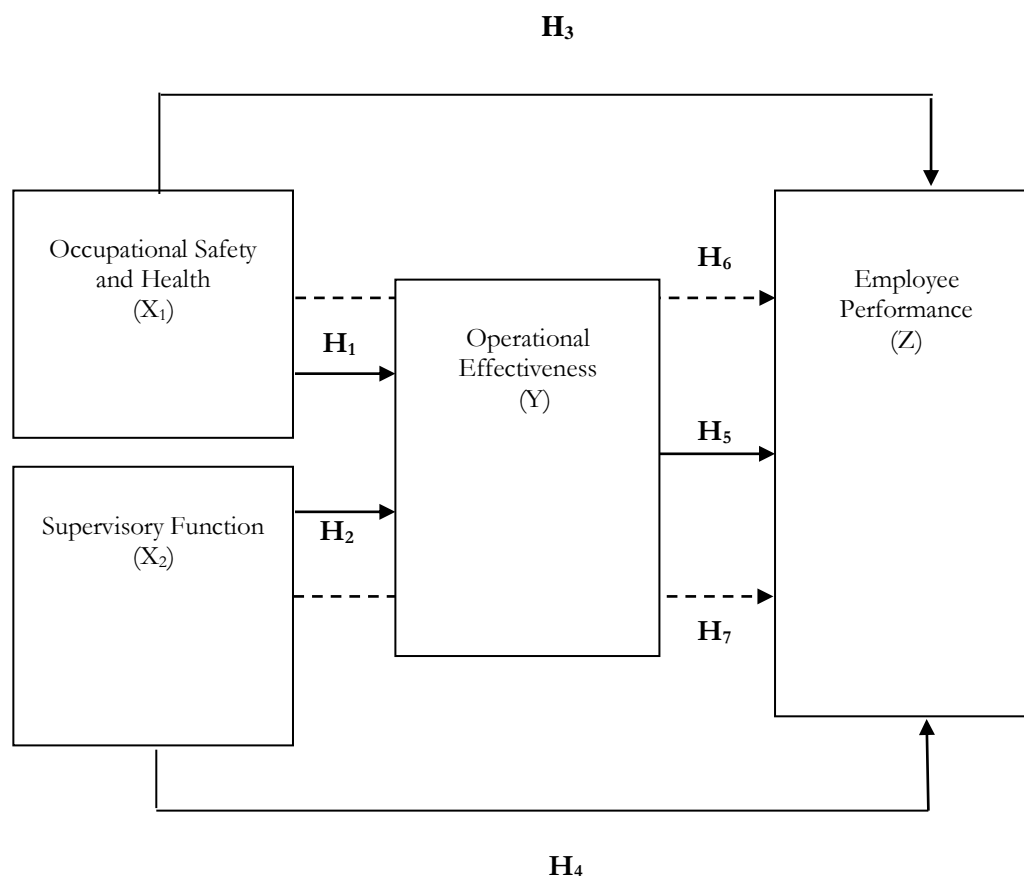 H₃
Occupational Safety
and Health
(X₁)
H₆
Employee
Performance
(Z)
H₁
Operational
Effectiveness
(Y)
H₅
Supervisory Function
(X₂)
H₂
H₇
H₄